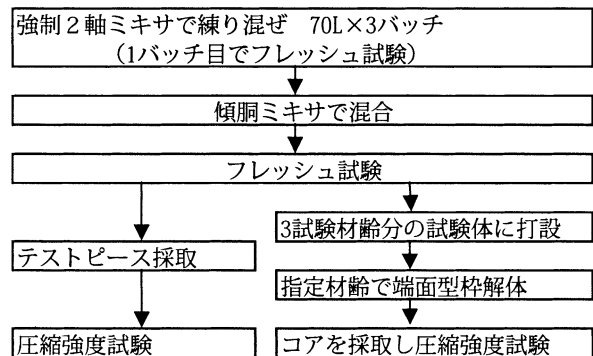 強制2軸ミキサで練り混ぜ 70L×3バッチ
(1バッチ目でフレッシュ試験)
傾胴ミキサで混合
フレッシュ試験
テストピース採取
圧縮強度試験
3試験材齢分の試験体に打設
指定材齢で端面型枠解体
コアを採取し圧縮強度試験